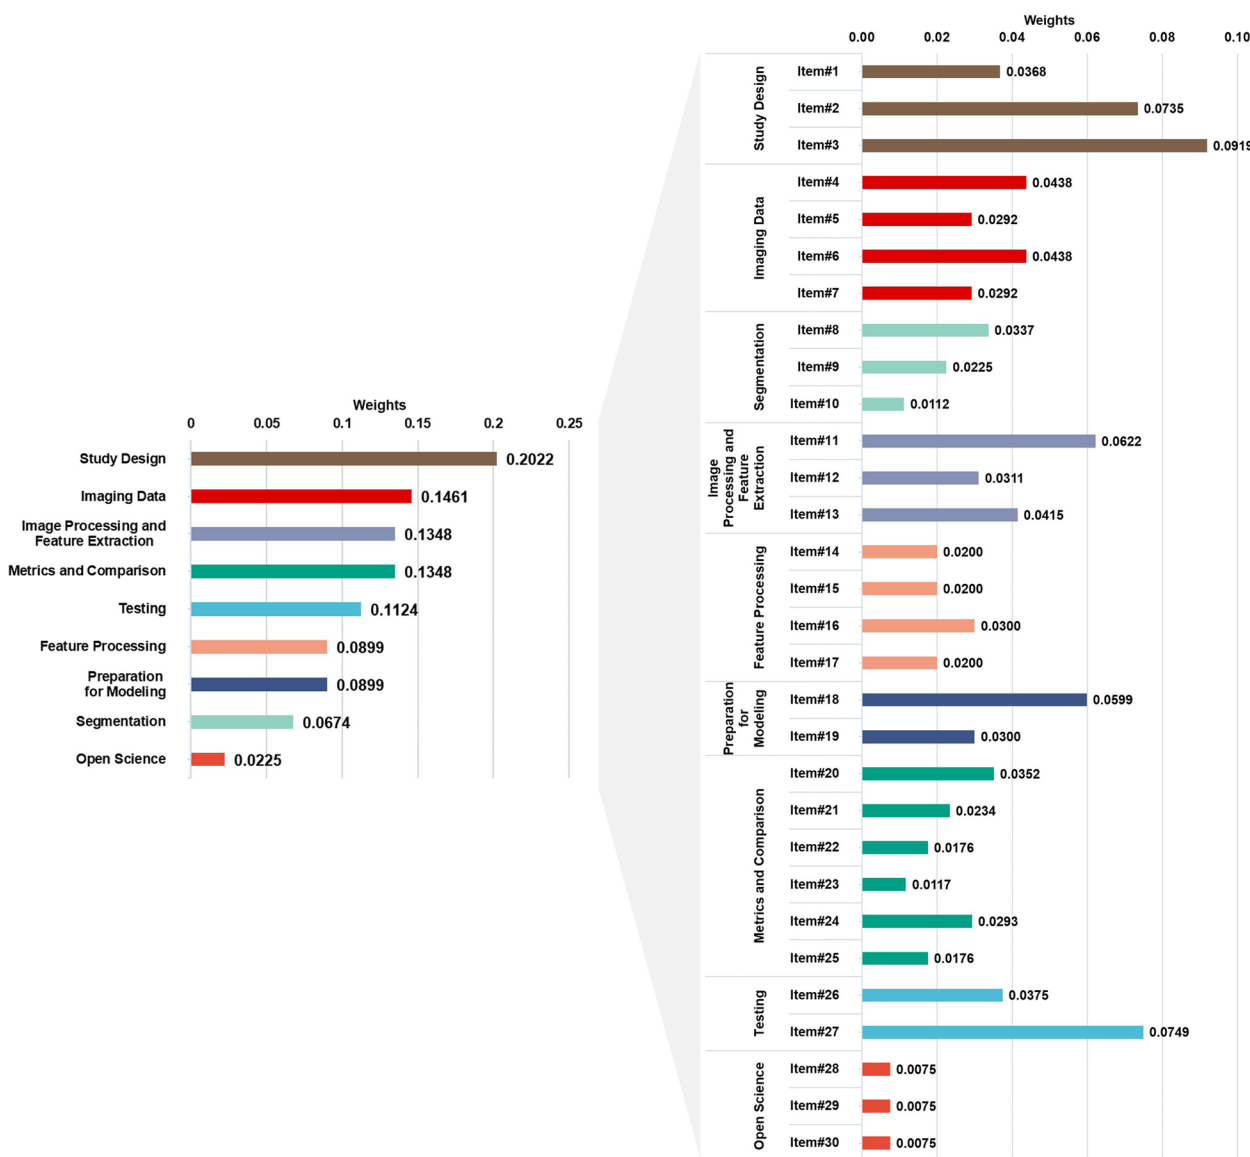 Weights
0 0.05 0.1 0.15 0.2 0.25
Study Design 0.2022
Imaging Data 0.1461
Image Processing and
Feature Extraction 0.1348
Metrics and Comparison 0.1348
Testing 0.1124
Feature Processing 0.0899
Preparation
for Modeling 0.0899
Segmentation 0.0674
Open Science 0.0225
Weights
0.00 0.02 0.04 0.06 0.08 0.10
Study Design
Item#1 0.0368
Item#2 0.0735
Item#3 0.0919
Imaging Data
Item#4 0.0438
Item#5 0.0292
Item#6 0.0438
Item#7 0.0292
Segmentation
Item#8 0.0337
Item#9 0.0225
Item#10 0.0112
Image
Processing and
Feature
Extraction
Item#11 0.0622
Item#12 0.0311
Item#13 0.0415
Feature Processing
Item#14 0.0200
Item#15 0.0200
Item#16 0.0300
Item#17 0.0200
Preparation
for
Modeling
Item#18 0.0599
Item#19 0.0300
Metrics and Comparison
Item#20 0.0352
Item#21 0.0234
Item#22 0.0176
Item#23 0.0117
Item#24 0.0293
Item#25 0.0176
Testing
Item#26 0.0375
Item#27 0.0749
Open Science
Item#28 0.0075
Item#29 0.0075
Item#30 0.0075